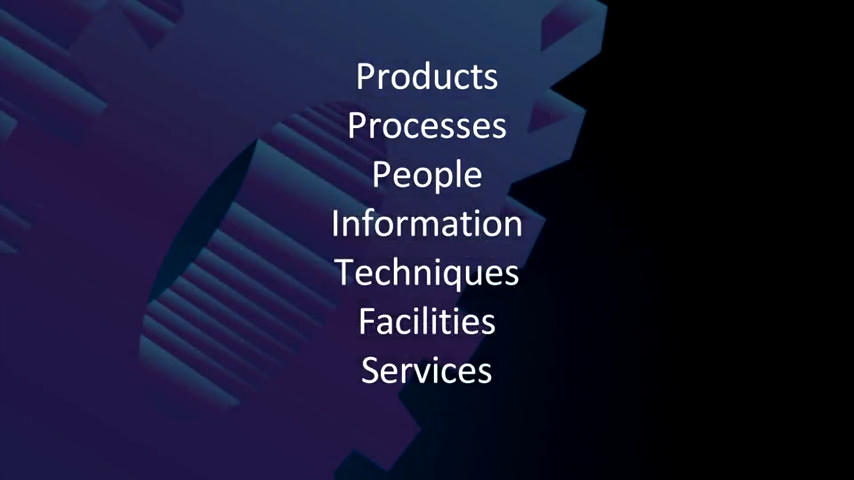 Products
Processes
People
Information
Techniques
Facilities
Services